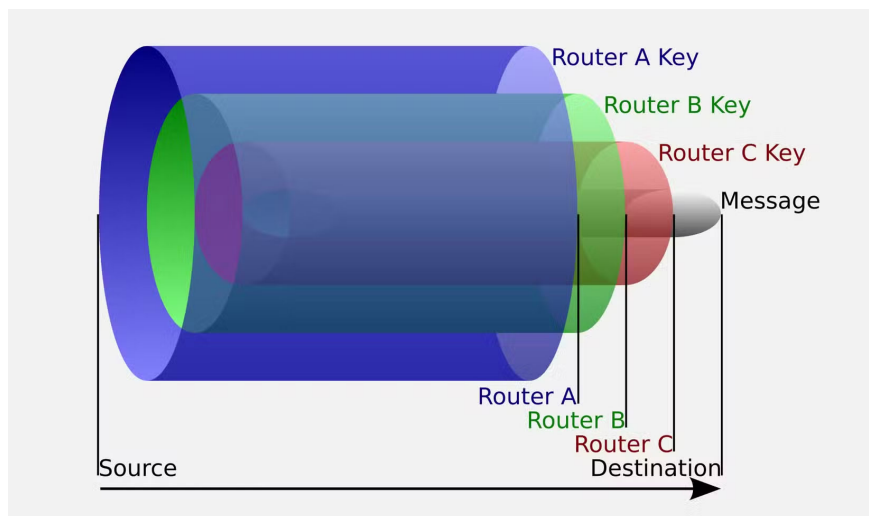 Router A Key
Router B Key
Router C Key
Message
Router A
Router B
Router C
Source
Destination